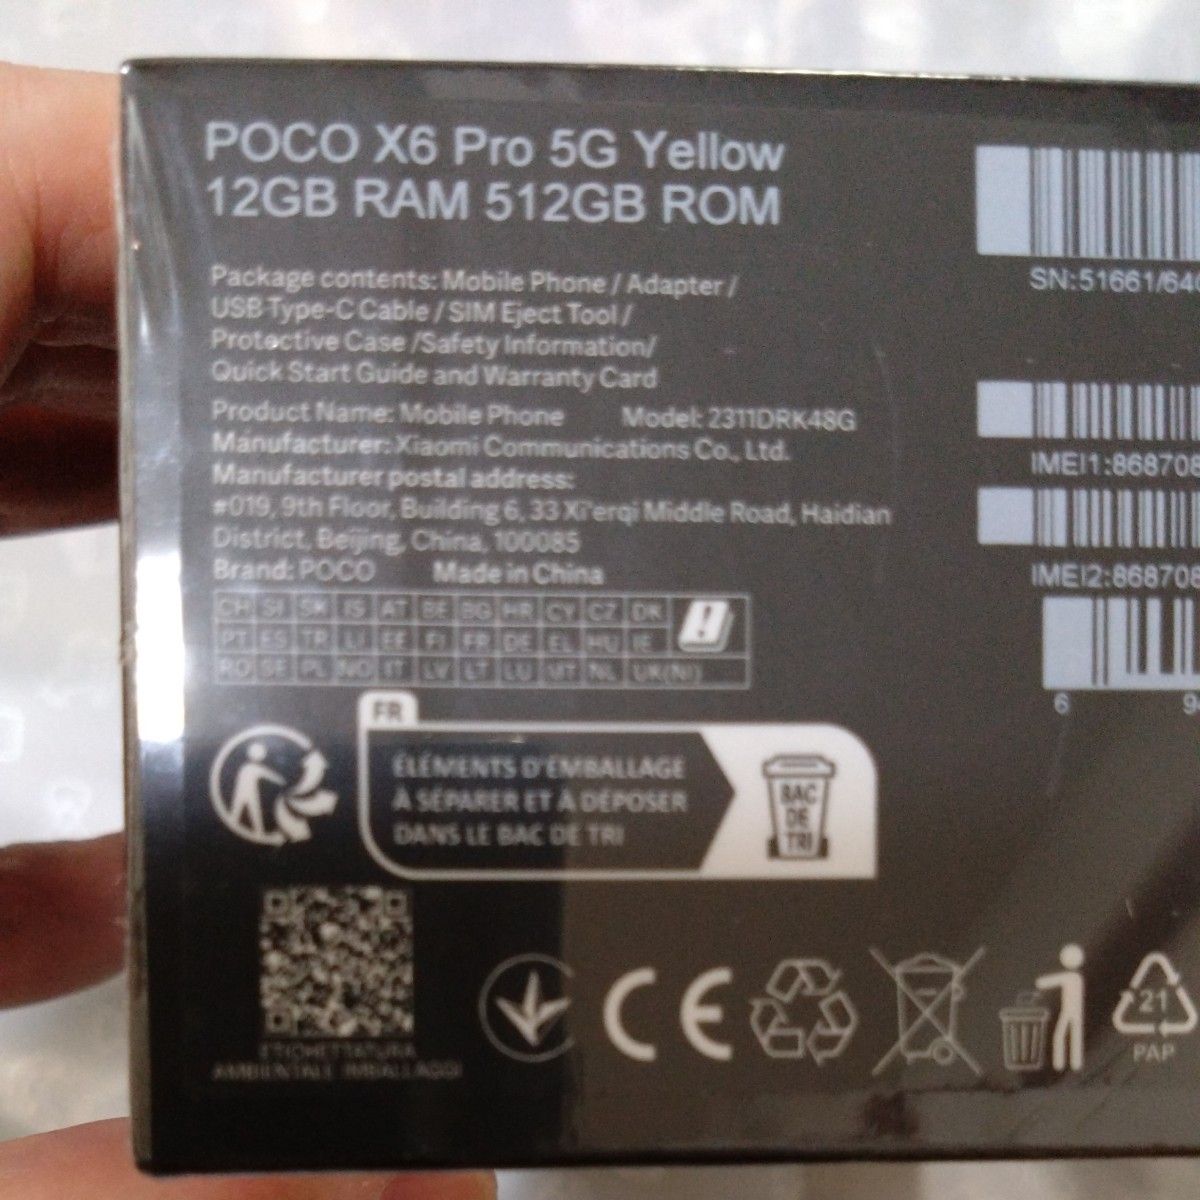 POCO X6 Pro 5G Yellow
12GB RAM 512GB ROM
Package contents: Mobile Phone / Adapter /
USB Type-C Cable / SIM Eject Tool /
Protective Case /Safety Information/
Quick Start Guide and Warranty Card
Product Name: Mobile Phone Model: 2311DRK48G
Manufacturer: Xiaomi Communications Co., Ltd.
Manufacturer postal address:
#019, 9th Floor, Building 6, 33 Xi'erqi Middle Road, Haidian
District, Beijing, China, 100085
Brand: POCO Made in China
CH SI SK IS AT BE BG HR CY CZ DK
PT ES TR LI EE FI FR DE EL HU IE
RO SE PL NO IT LV LT LU MT NL UK(NI)
FR
ÉLÉMENTS D'EMBALLAGE
À SÉPARER ET À DÉPOSER
DANS LE BAC DE TRI
BAC
DE
TRI
ETICHETTATURA
AMBIENTALE IMBALLAGGI
CE
21
PAP
SN:51661/64
IMEI1:868708
IMEI2:868708
6 9